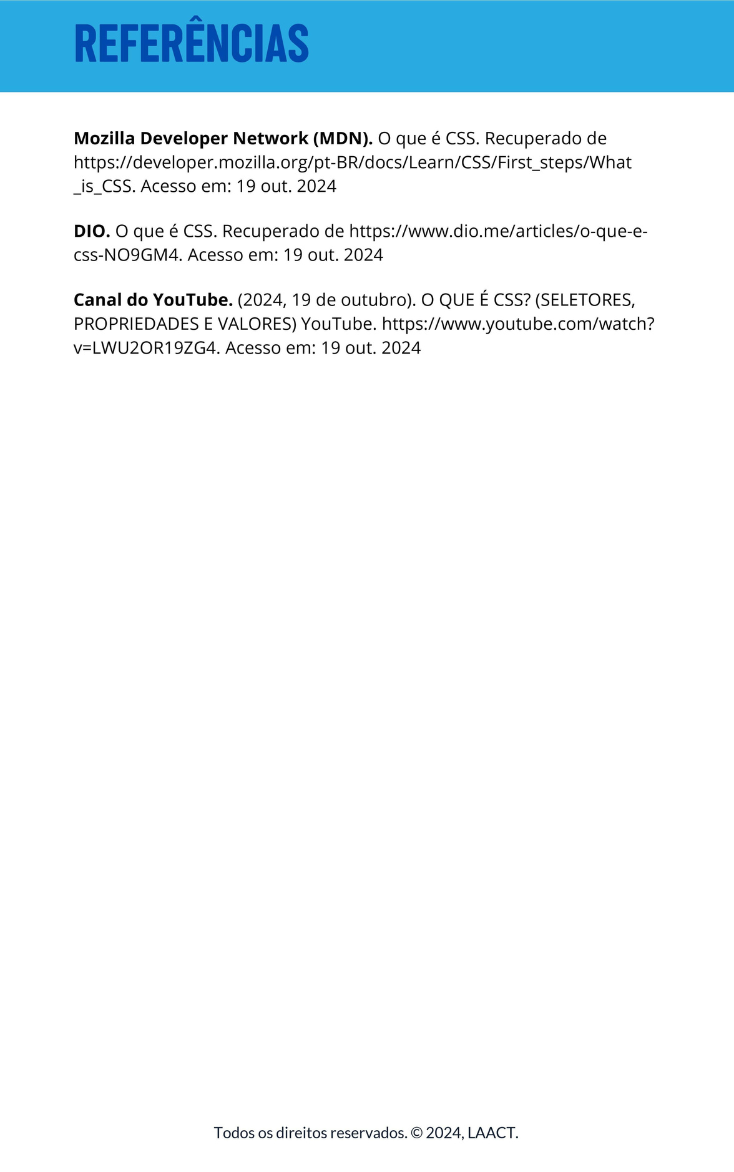 REFERÊNCIAS
Mozilla Developer Network (MDN). O que é CSS. Recuperado de
https://developer.mozilla.org/pt-BR/docs/Learn/CSS/First_steps/What
_is_CSS. Acesso em: 19 out. 2024
DIO. O que é CSS. Recuperado de https://www.dio.me/articles/o-que-e-
css-NO9GM4. Acesso em: 19 out. 2024
Canal do YouTube. (2024, 19 de outubro). O QUE É CSS? (SELETORES,
PROPRIEDADES E VALORES) YouTube. https://www.youtube.com/watch?
v=LWU2OR19ZG4. Acesso em: 19 out. 2024
Todos os direitos reservados. © 2024, LAACT.